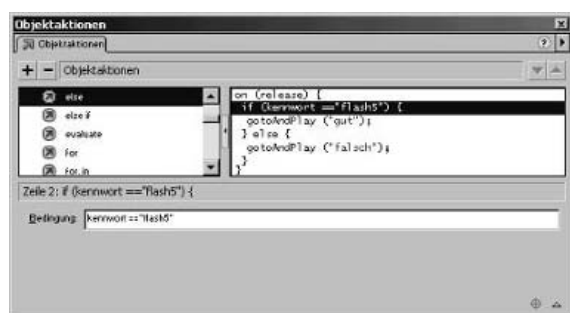 Objektaktionen
Objektaktionen
+ - Objektaktionen
else
else if
evaluate
for
for..in
on (release) {
if (kennwort =="flash5") {
gotoAndPlay ("gut");
} else {
gotoAndPlay ("falsch");
}
}
Zeile 2: if (kennwort =="flash5") {
Bedingung: kennwort =="flash5"